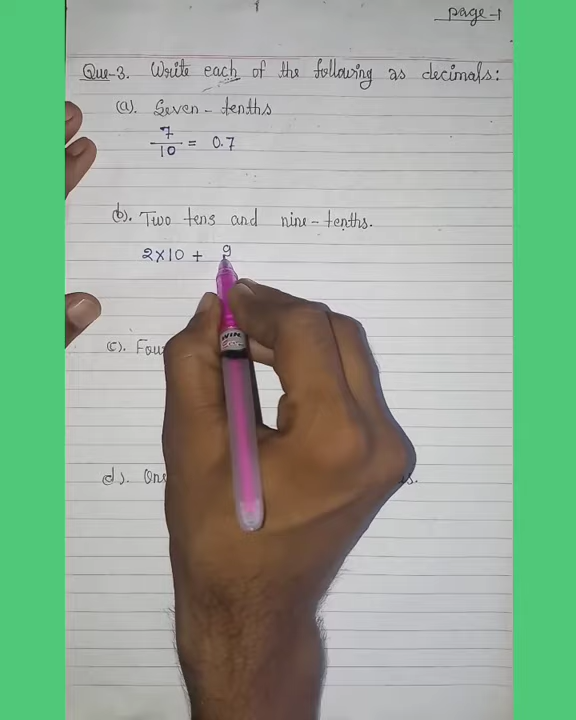 page-1
Que-3. Write each of the following as decimals:
(a). Seven-tenths
7/10 = 0.7
(b). Two tens and nine-tenths.
2×10 + 9
(c). Fou
d). One